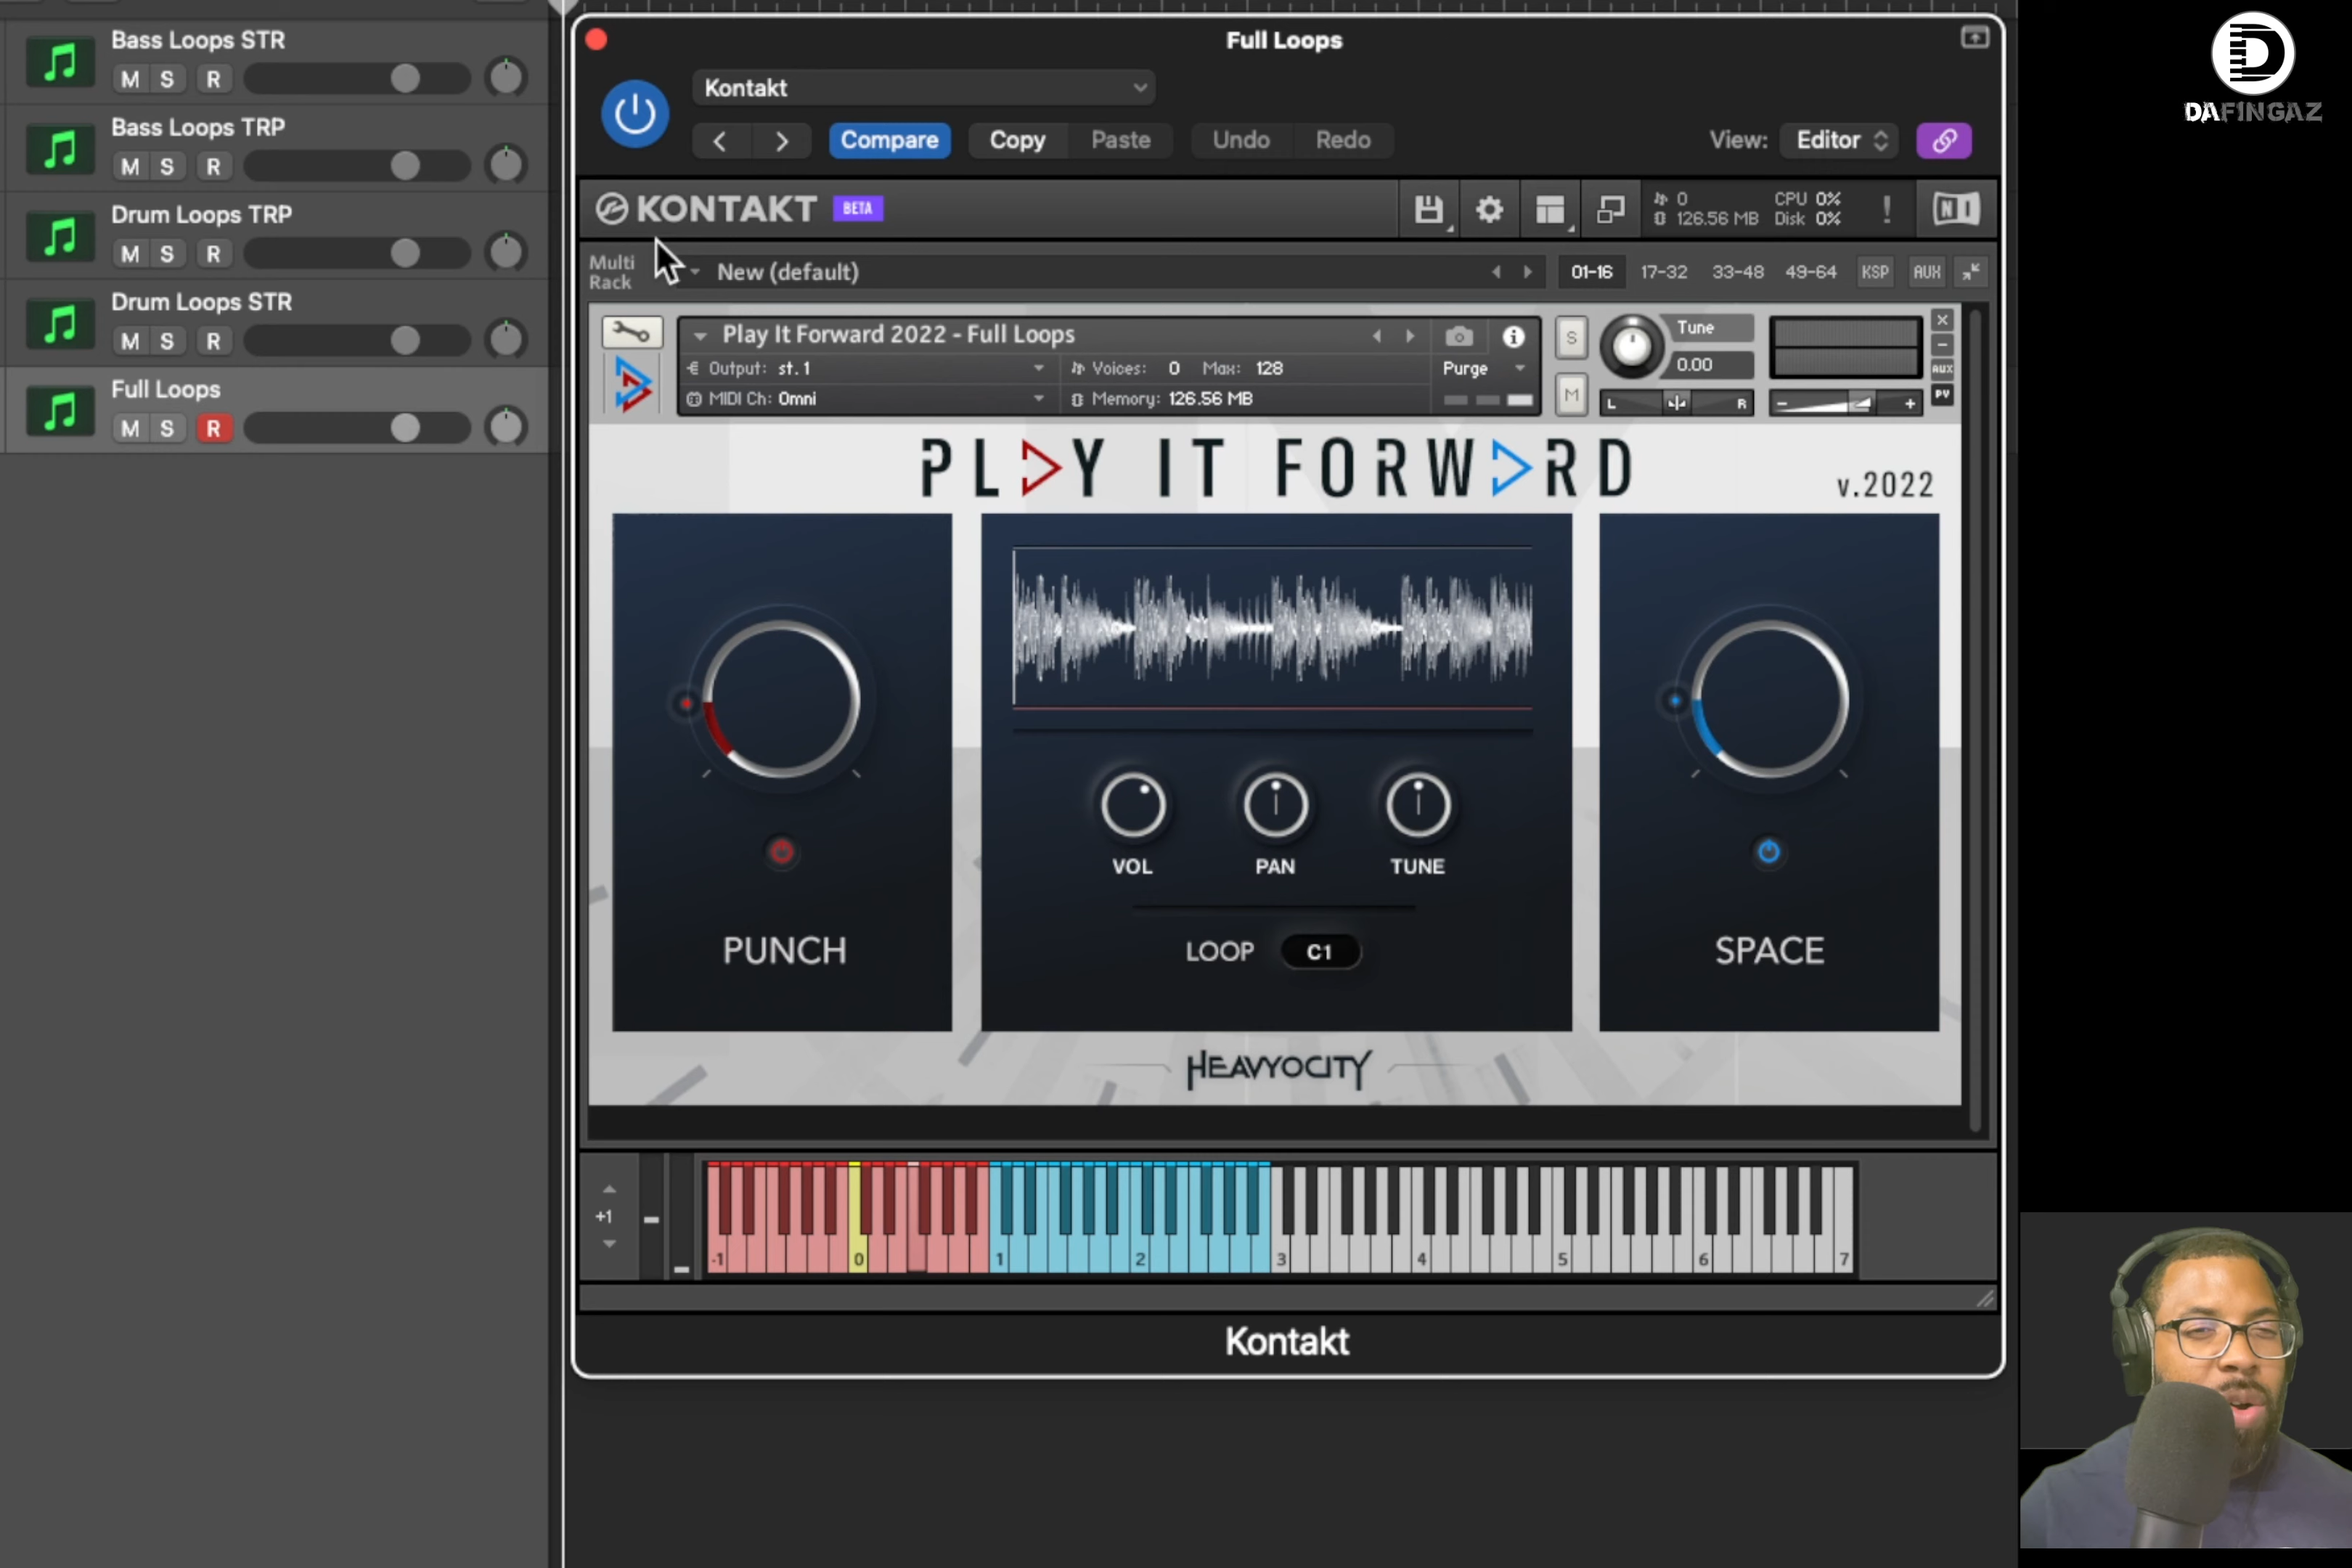 Bass Loops STR
M S R
Bass Loops TRP
M S R
Drum Loops TRP
M S R
Drum Loops STR
M S R
Full Loops
M S R
Full Loops
Kontakt
Compare Copy Paste Undo Redo View: Editor
KONTAKT BETA
0 CPU 0%
126.56 MB Disk 0%
! NI
Multi Rack New (default) 01-16 17-32 33-48 49-64 KSP AUX
Play It Forward 2022 - Full Loops
Output: st.1 Voices: 0 Max: 128 Purge
MIDI Ch: Omni Memory: 126.56 MB
S M
Tune
0.00
L R - +
AUX
PV
PLAY IT FORWARD
v.2022
VOL PAN TUNE
PUNCH LOOP C1 SPACE
HEAVYOCITY
+1
-1 0 1 2 3 4 5 6 7
Kontakt
D
DAF1NGAZ